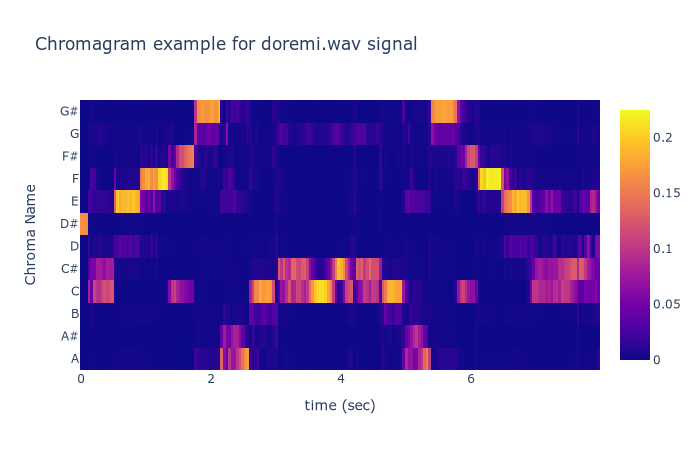 Chromagram example for doremi.wav signal
G#
G
F#
F
E
D#
D
C#
C
B
A#
A
Chroma Name
0
2
4
6
time (sec)
0.2
0.15
0.1
0.05
0